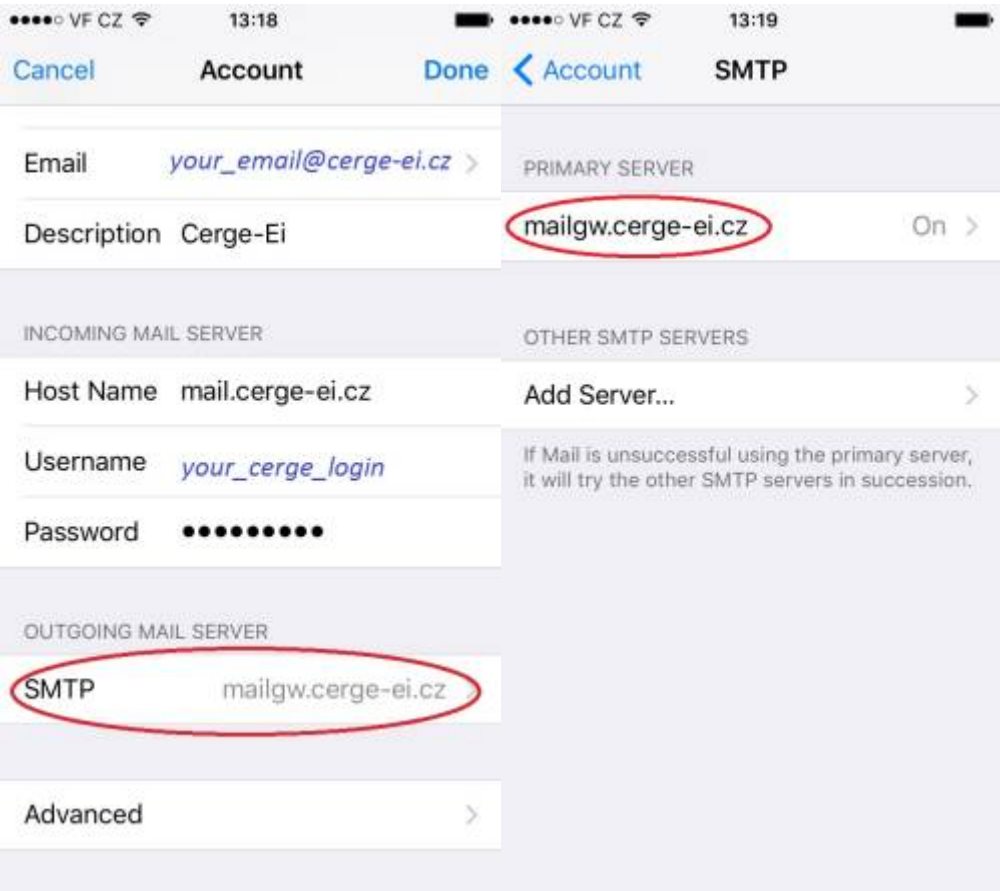 VF CZ 13:18
Cancel Account Done
Email your_email@cerge-ei.cz
Description Cerge-Ei
INCOMING MAIL SERVER
Host Name mail.cerge-ei.cz
Username your_cerge_login
Password •••••••••
OUTGOING MAIL SERVER
SMTP mailgw.cerge-ei.cz
Advanced
VF CZ 13:19
Account SMTP
PRIMARY SERVER
mailgw.cerge-ei.cz On
OTHER SMTP SERVERS
Add Server...
If Mail is unsuccessful using the primary server,
it will try the other SMTP servers in succession.